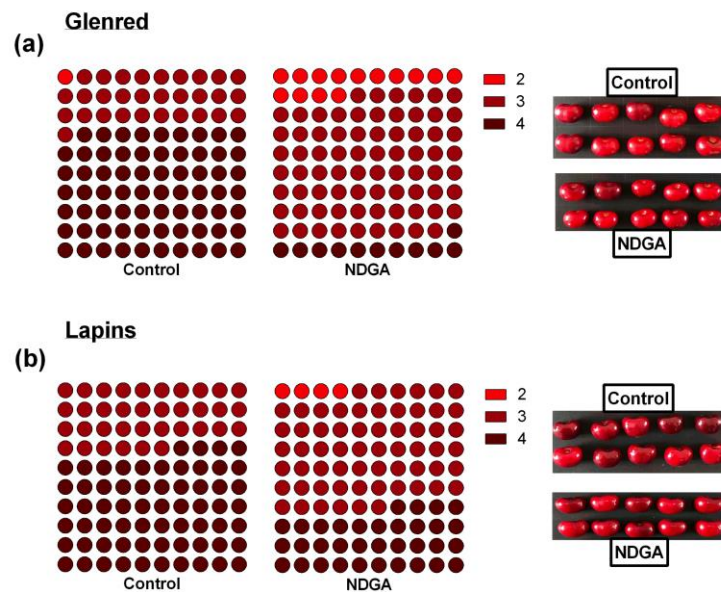 Glenred
(a)
Control
NDGA
2
3
4
Control
NDGA
Lapins
(b)
Control
NDGA
2
3
4
Control
NDGA